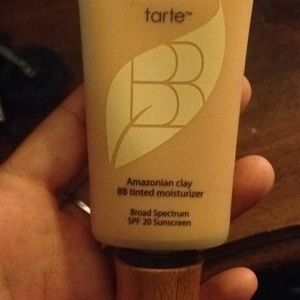 tarte™
BB
Amazonian clay
BB tinted moisturizer
Broad Spectrum
SPF 20 Sunscreen